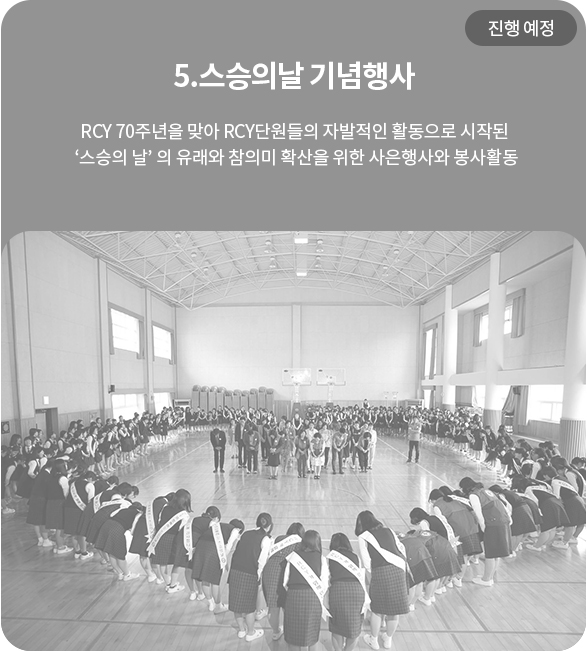 진행 예정
5.스승의날 기념행사
RCY 70주년을 맞아 RCY단원들의 자발적인 활동으로 시작된
‘스승의 날’ 의 유래와 참의미 확산을 위한 사은행사와 봉사활동